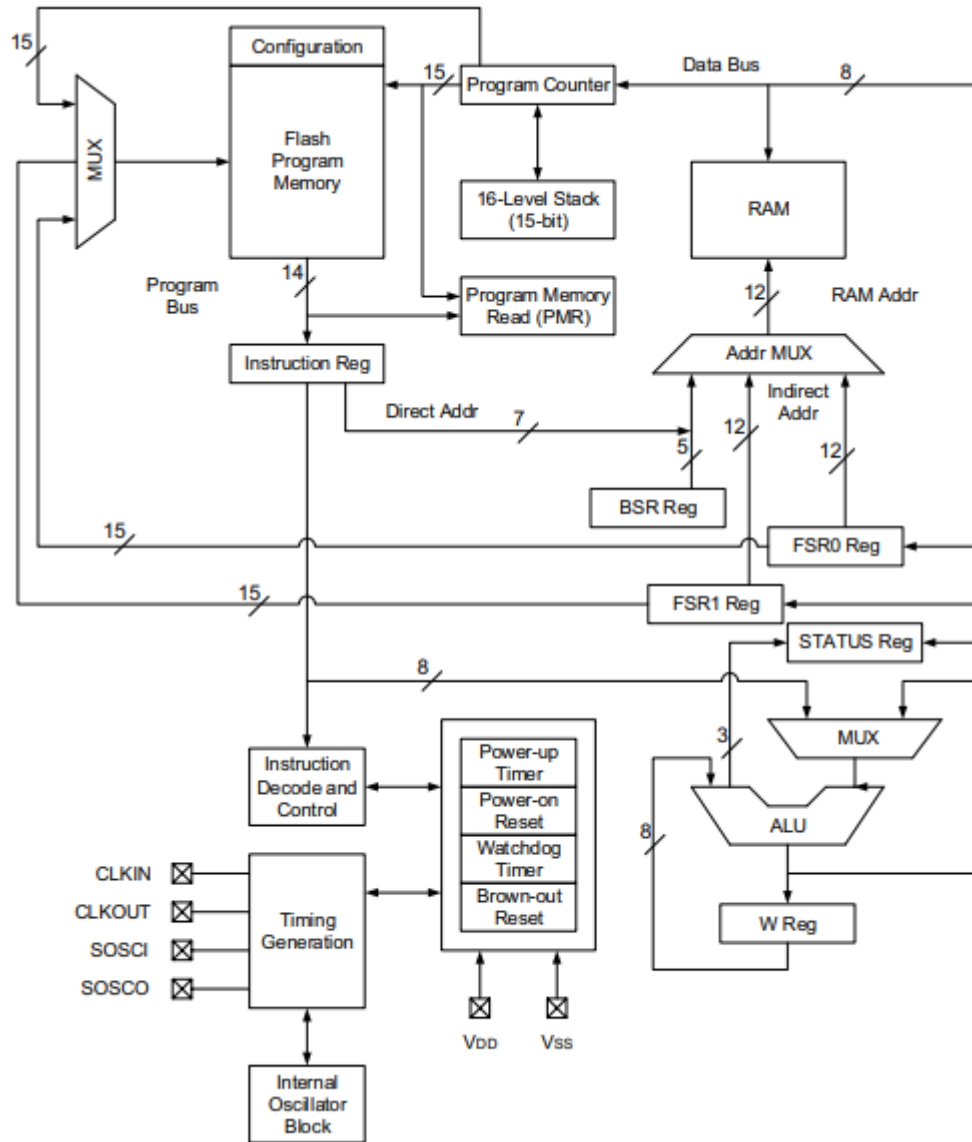 15
Configuration
Flash
Program
Memory
MUX
15
Program Counter
Data Bus
8
16-Level Stack
(15-bit)
RAM
Program
Bus
14
Program Memory
Read (PMR)
12
RAM Addr
Instruction Reg
Addr MUX
Direct Addr
7
Indirect
Addr
12
12
5
BSR Reg
15
FSR0 Reg
15
FSR1 Reg
STATUS Reg
8
3
MUX
Instruction
Decode and
Control
Power-up
Timer
Power-on
Reset
Watchdog
Timer
Brown-out
Reset
8
ALU
W Reg
CLKIN
CLKOUT
SOSCI
SOSCO
Timing
Generation
VDD
VSS
Internal
Oscillator
Block